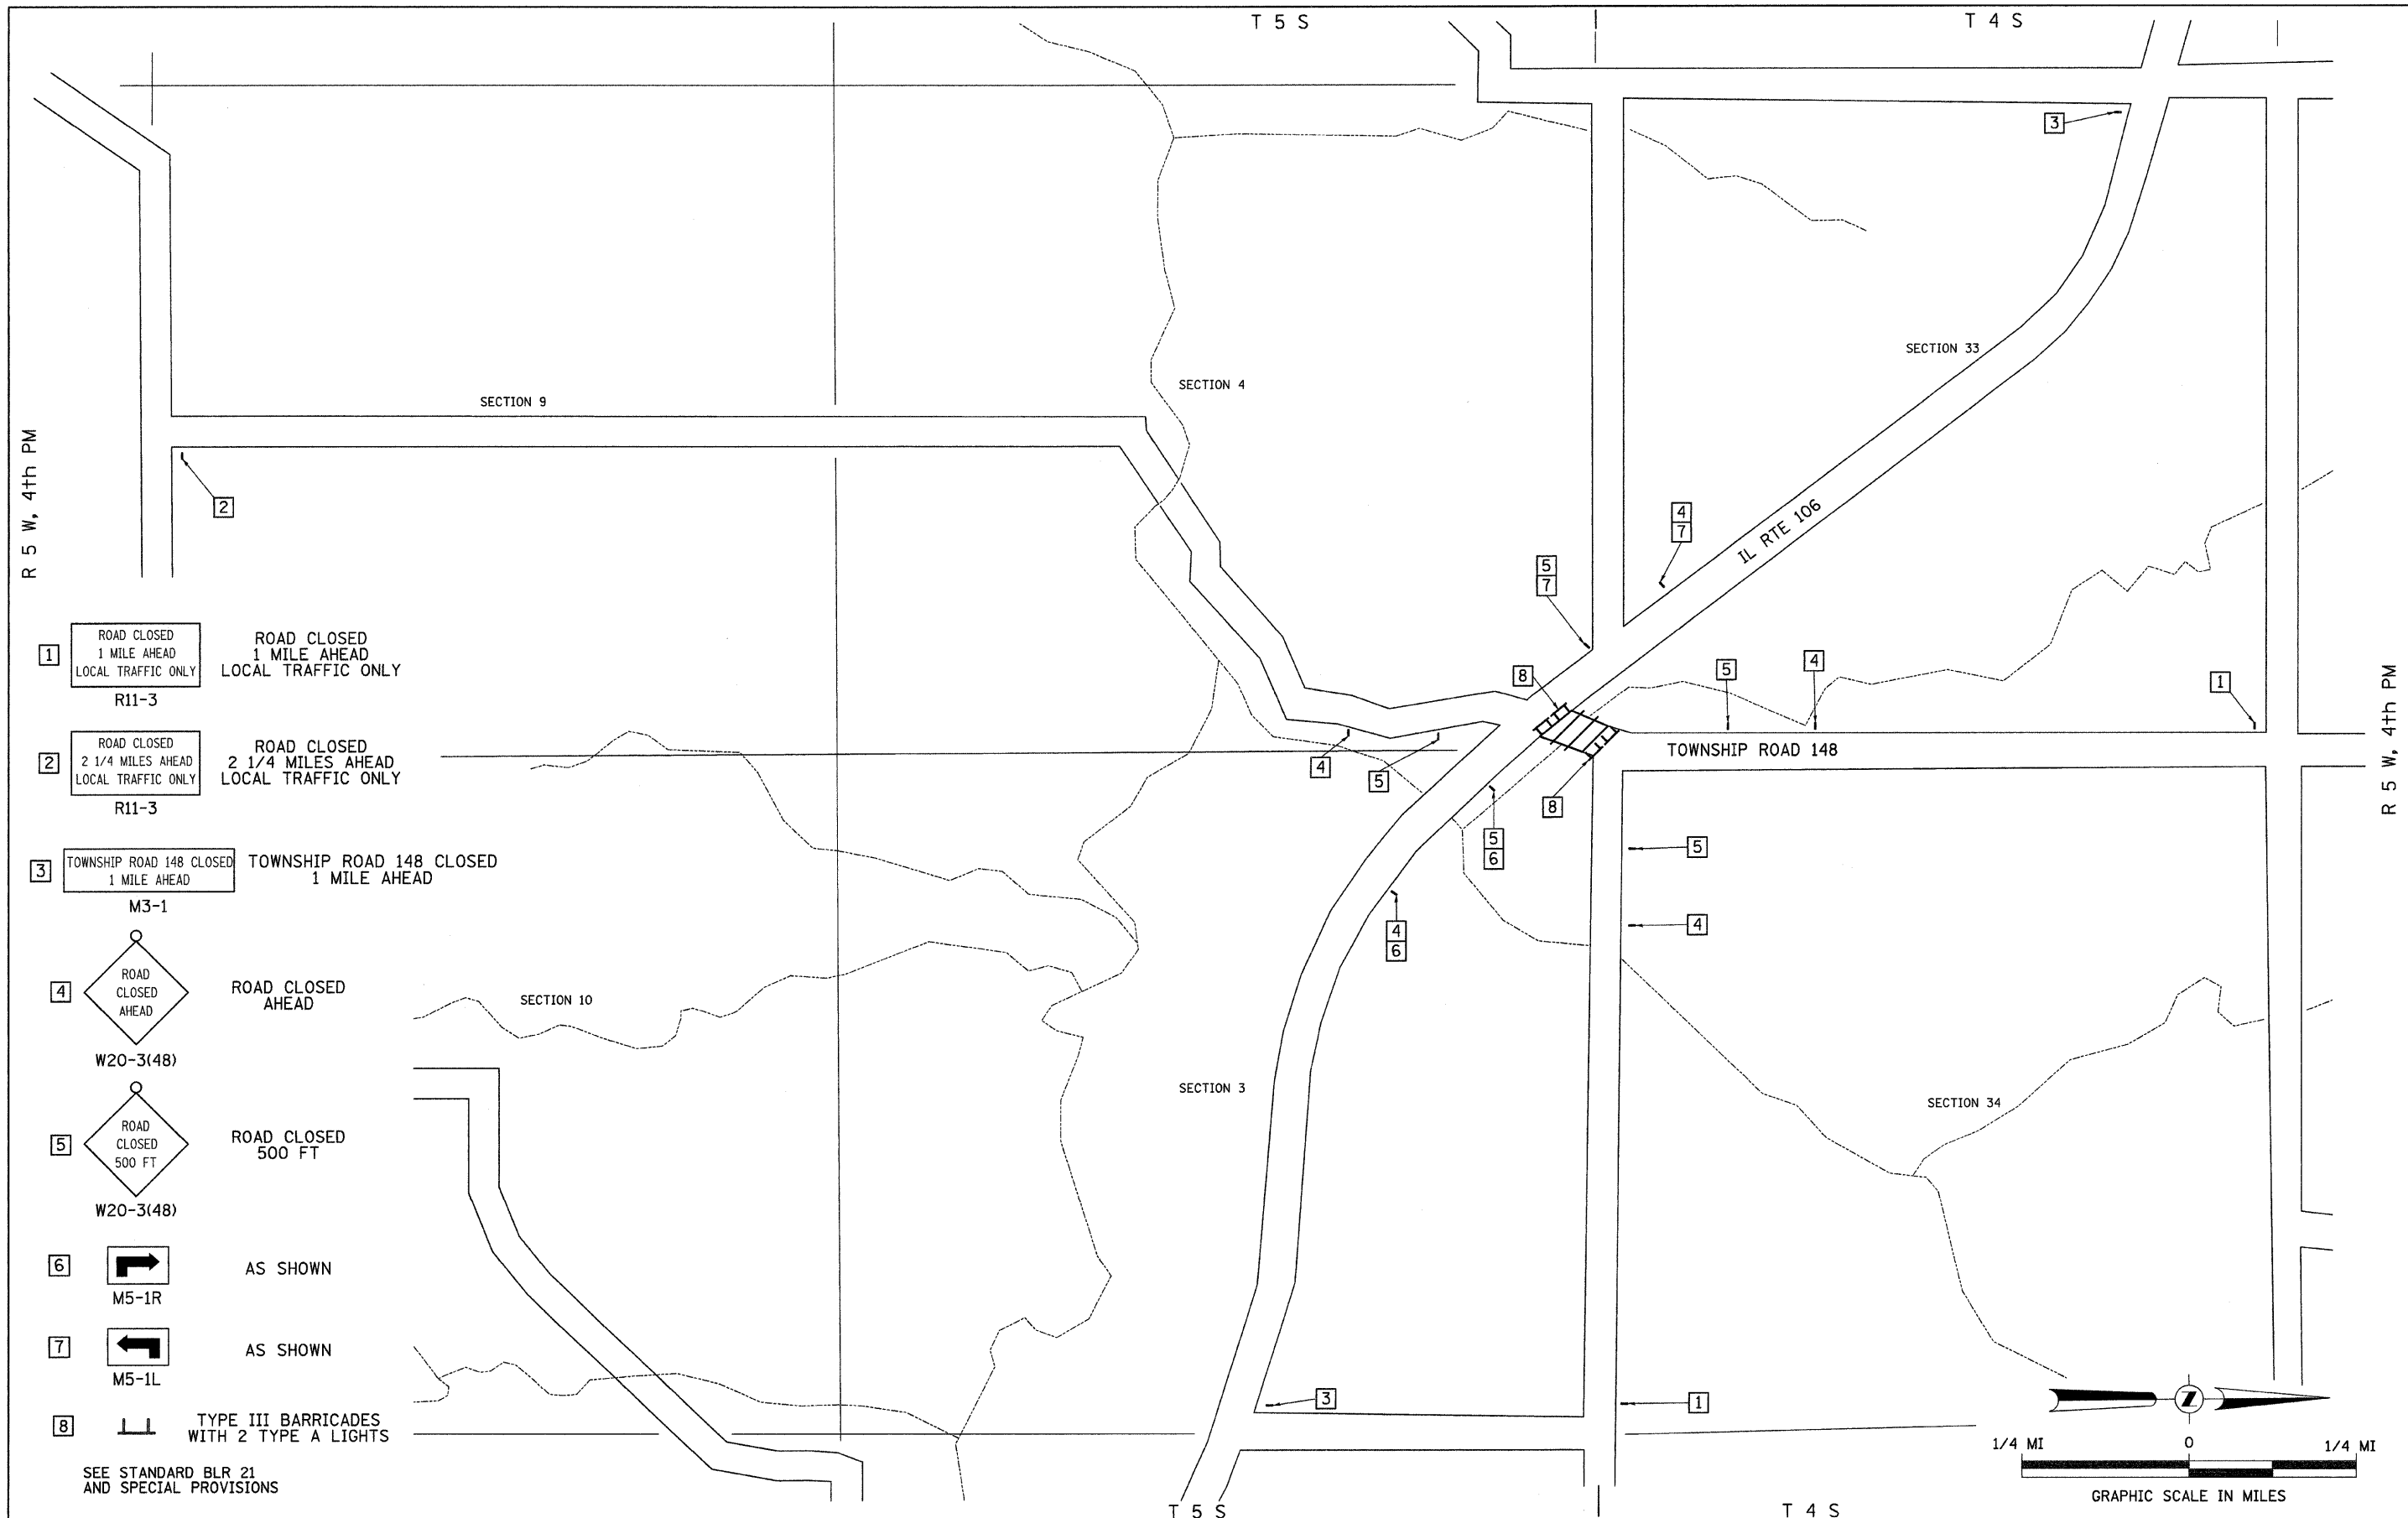 T 5 S
T 4 S
3
SECTION 33
SECTION 4
SECTION 9
R 5 W, 4th PM
2
4
7
IL RTE 106
5
7
1
ROAD CLOSED
1 MILE AHEAD
LOCAL TRAFFIC ONLY
R11-3
ROAD CLOSED
1 MILE AHEAD
LOCAL TRAFFIC ONLY
8
5
4
1
R 5 W, 4th PM
TOWNSHIP ROAD 148
2
ROAD CLOSED
2 1/4 MILES AHEAD
LOCAL TRAFFIC ONLY
R11-3
ROAD CLOSED
2 1/4 MILES AHEAD
LOCAL TRAFFIC ONLY
4
5
8
5
6
5
3
TOWNSHIP ROAD 148 CLOSED
1 MILE AHEAD
M3-1
TOWNSHIP ROAD 148 CLOSED
1 MILE AHEAD
4
6
4
4
ROAD
CLOSED
AHEAD
W20-3(48)
ROAD CLOSED
AHEAD
SECTION 10
SECTION 3
SECTION 34
5
ROAD
CLOSED
500 FT
W20-3(48)
ROAD CLOSED
500 FT
6
M5-1R
AS SHOWN
7
M5-1L
AS SHOWN
8
TYPE III BARRICADES
WITH 2 TYPE A LIGHTS
SEE STANDARD BLR 21
AND SPECIAL PROVISIONS
3
1
Z
1/4 MI
0
1/4 MI
GRAPHIC SCALE IN MILES
T 5 S
T 4 S